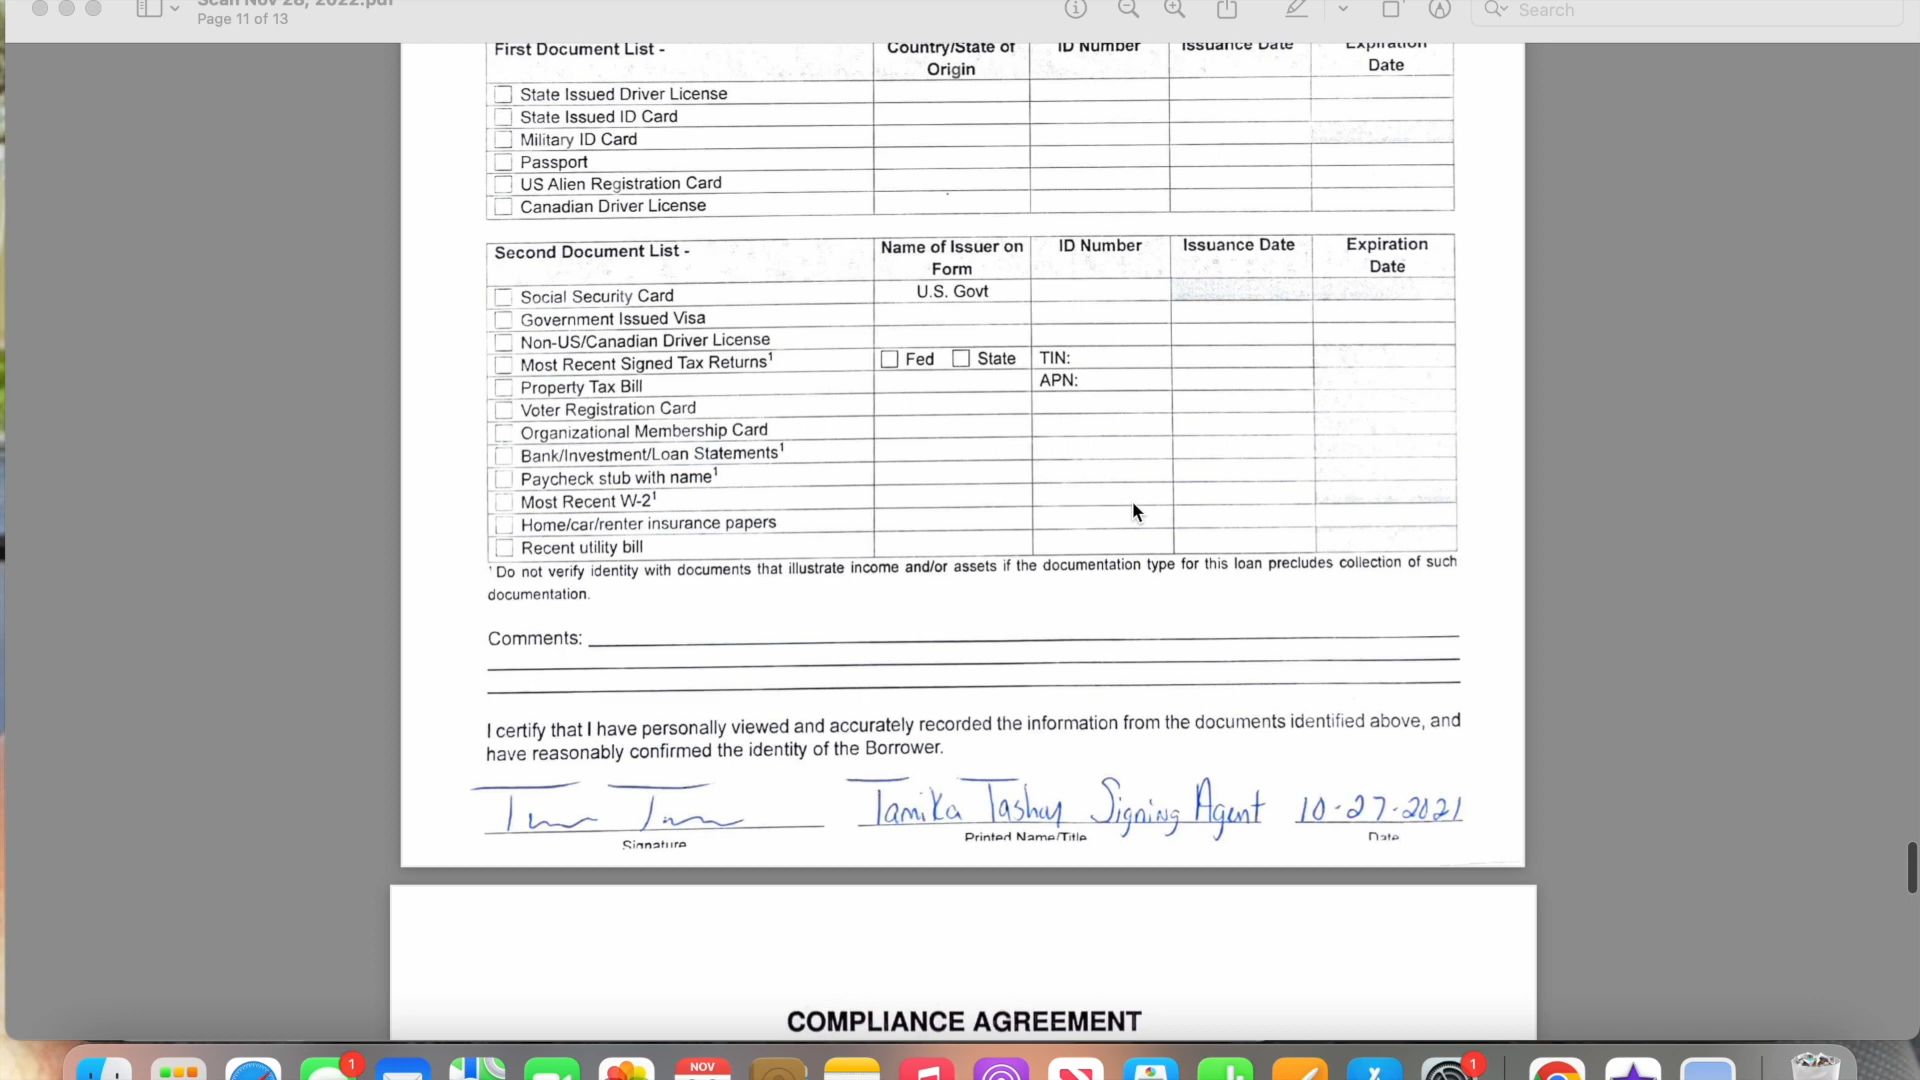 Scan Nov 28, 2022.pdf
Page 11 of 13
Search
First Document List - Country/State of Origin ID Number Issuance Date Expiration Date
State Issued Driver License
State Issued ID Card
Military ID Card
Passport
US Alien Registration Card
Canadian Driver License
Second Document List - Name of Issuer on Form ID Number Issuance Date Expiration Date
Social Security Card U.S. Govt
Government Issued Visa
Non-US/Canadian Driver License
Most Recent Signed Tax Returns¹ Fed State TIN:
Property Tax Bill APN:
Voter Registration Card
Organizational Membership Card
Bank/Investment/Loan Statements¹
Paycheck stub with name¹
Most Recent W-2¹
Home/car/renter insurance papers
Recent utility bill
¹ Do not verify identity with documents that illustrate income and/or assets if the documentation type for this loan precludes collection of such
documentation.
Comments:
I certify that I have personally viewed and accurately recorded the information from the documents identified above, and
have reasonably confirmed the identity of the Borrower.
Tamika Tashay Signing Agent 10-27-2021
Signature Printed Name/Title Date
COMPLIANCE AGREEMENT
1
NOV
1